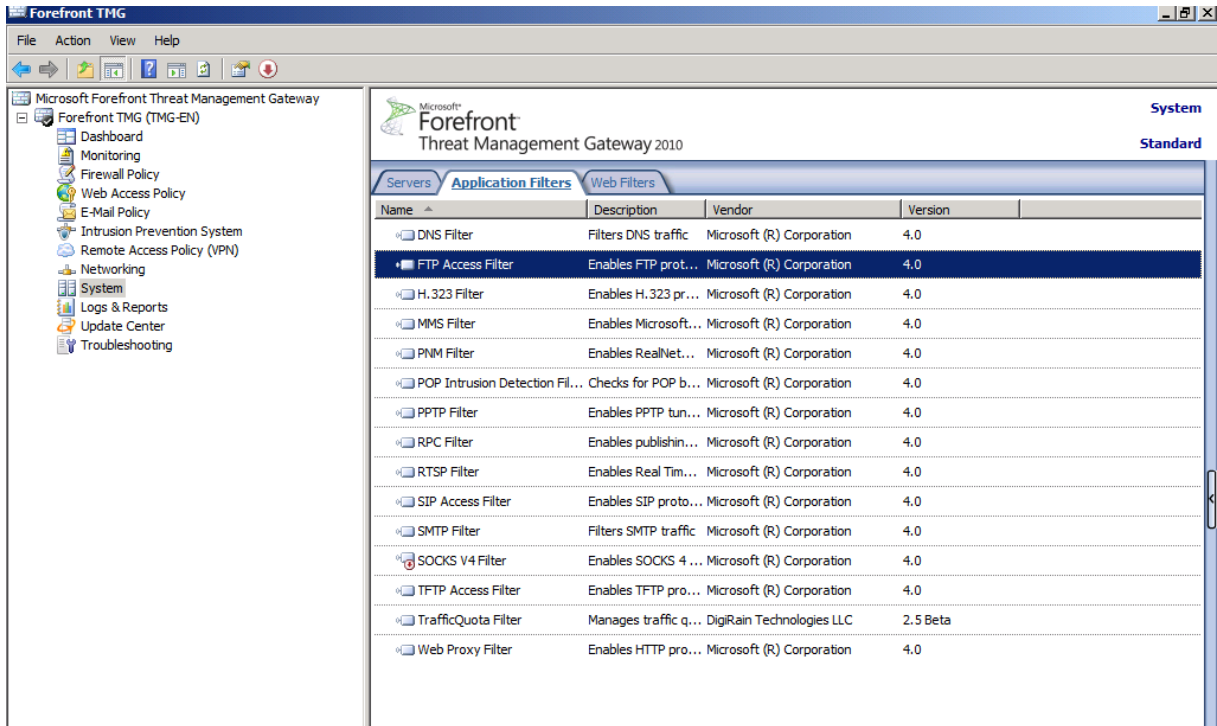 Forefront TMG
File Action View Help
Microsoft Forefront Threat Management Gateway
Forefront TMG (TMG-EN)
Dashboard
Monitoring
Firewall Policy
Web Access Policy
E-Mail Policy
Intrusion Prevention System
Remote Access Policy (VPN)
Networking
System
Logs & Reports
Update Center
Troubleshooting
Microsoft®
Forefront
Threat Management Gateway 2010
System
Standard
Servers Application Filters Web Filters
Name Description Vendor Version
DNS Filter Filters DNS traffic Microsoft (R) Corporation 4.0
FTP Access Filter Enables FTP prot... Microsoft (R) Corporation 4.0
H.323 Filter Enables H.323 pr... Microsoft (R) Corporation 4.0
MMS Filter Enables Microsoft... Microsoft (R) Corporation 4.0
PNM Filter Enables RealNet... Microsoft (R) Corporation 4.0
POP Intrusion Detection Fil... Checks for POP b... Microsoft (R) Corporation 4.0
PPTP Filter Enables PPTP tun... Microsoft (R) Corporation 4.0
RPC Filter Enables publishin... Microsoft (R) Corporation 4.0
RTSP Filter Enables Real Tim... Microsoft (R) Corporation 4.0
SIP Access Filter Enables SIP proto... Microsoft (R) Corporation 4.0
SMTP Filter Filters SMTP traffic Microsoft (R) Corporation 4.0
SOCKS V4 Filter Enables SOCKS 4 ... Microsoft (R) Corporation 4.0
TFTP Access Filter Enables TFTP pro... Microsoft (R) Corporation 4.0
TrafficQuota Filter Manages traffic q... DigiRain Technologies LLC 2.5 Beta
Web Proxy Filter Enables HTTP pro... Microsoft (R) Corporation 4.0